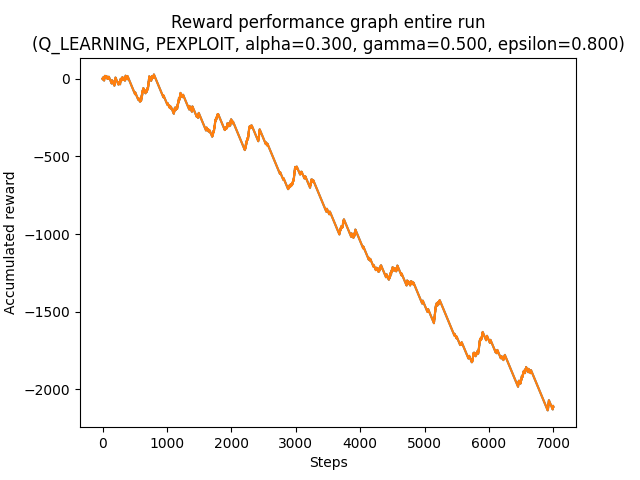 Reward performance graph entire run
(Q_LEARNING, PEXPLOIT, alpha=0.300, gamma=0.500, epsilon=0.800)
0
−500
−1000
−1500
−2000
Accumulated reward
0 1000 2000 3000 4000 5000 6000 7000
Steps